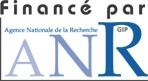 Financé par
Agence Nationale de la Recherche
GIP
ANR